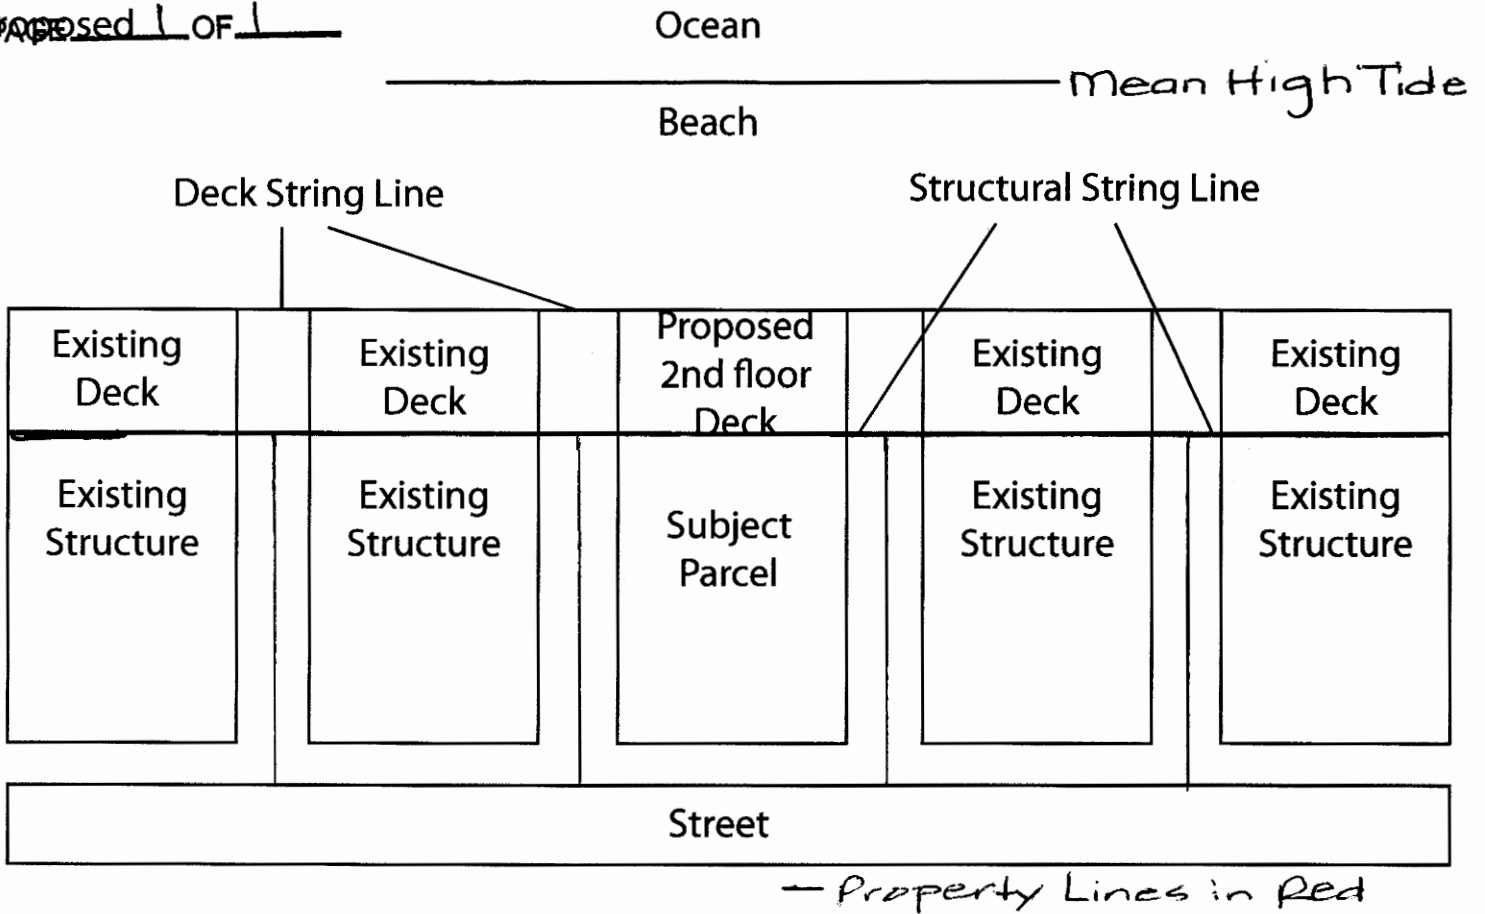 Proposed 1 OF 1
Ocean
Mean High Tide
Beach
Deck String Line
Structural String Line
Existing
Deck
Existing
Deck
Proposed
2nd floor
Deck
Existing
Deck
Existing
Deck
Existing
Structure
Existing
Structure
Subject
Parcel
Existing
Structure
Existing
Structure
Street
— Property Lines in Red